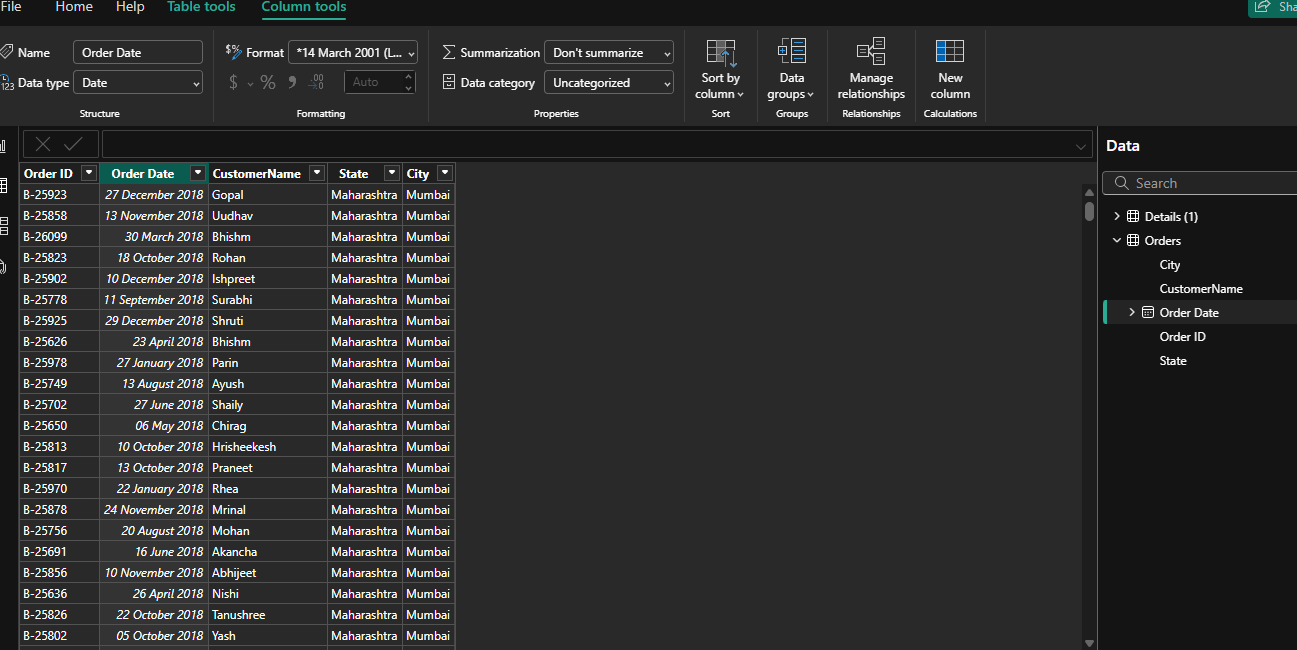 File Home Help Table tools Column tools Sha
Name Order Date $% Format *14 March 2001 (L... Summarization Don't summarize
Data type Date $ % Auto Data category Uncategorized
Sort by column Data groups Manage relationships New column
Structure Formatting Properties Sort Groups Relationships Calculations
Data
Search
Details (1)
Orders
City
CustomerName
Order Date
Order ID
State
Order ID Order Date CustomerName State City
B-25923 27 December 2018 Gopal Maharashtra Mumbai
B-25858 13 November 2018 Uudhav Maharashtra Mumbai
B-26099 30 March 2018 Bhishm Maharashtra Mumbai
B-25823 18 October 2018 Rohan Maharashtra Mumbai
B-25902 10 December 2018 Ishpreet Maharashtra Mumbai
B-25778 11 September 2018 Surabhi Maharashtra Mumbai
B-25925 29 December 2018 Shruti Maharashtra Mumbai
B-25626 23 April 2018 Bhishm Maharashtra Mumbai
B-25978 27 January 2018 Parin Maharashtra Mumbai
B-25749 13 August 2018 Ayush Maharashtra Mumbai
B-25702 27 June 2018 Shaily Maharashtra Mumbai
B-25650 06 May 2018 Chirag Maharashtra Mumbai
B-25813 10 October 2018 Hrisheekesh Maharashtra Mumbai
B-25817 13 October 2018 Praneet Maharashtra Mumbai
B-25970 22 January 2018 Rhea Maharashtra Mumbai
B-25878 24 November 2018 Mrinal Maharashtra Mumbai
B-25756 20 August 2018 Mohan Maharashtra Mumbai
B-25691 16 June 2018 Akancha Maharashtra Mumbai
B-25856 10 November 2018 Abhijeet Maharashtra Mumbai
B-25636 26 April 2018 Nishi Maharashtra Mumbai
B-25826 22 October 2018 Tanushree Maharashtra Mumbai
B-25802 05 October 2018 Yash Maharashtra Mumbai